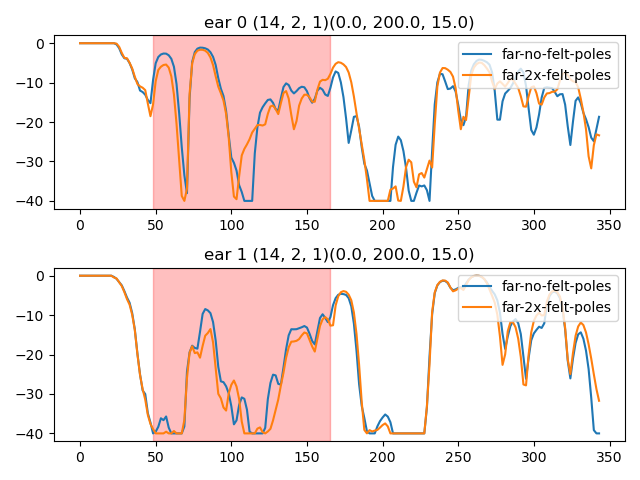 ear 0 (14, 2, 1)(0.0, 200.0, 15.0)
0
−10
−20
−30
−40
far-no-felt-poles
far-2x-felt-poles
0 50 100 150 200 250 300 350
ear 1 (14, 2, 1)(0.0, 200.0, 15.0)
0
−10
−20
−30
−40
far-no-felt-poles
far-2x-felt-poles
0 50 100 150 200 250 300 350